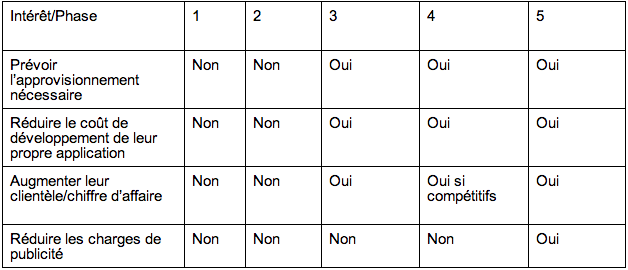 Intérêt/Phase 1 2 3 4 5
Prévoir l'approvisionnement nécessaire Non Non Oui Oui Oui
Réduire le coût de développement de leur propre application Non Non Oui Oui Oui
Augmenter leur clientèle/chiffre d'affaire Non Non Oui Oui si compétitifs Oui
Réduire les charges de publicité Non Non Non Non Oui